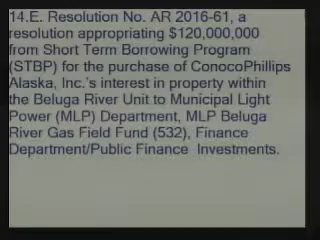 14.E. Resolution No. AR 2016-61, a
resolution appropriating $120,000,000
from Short Term Borrowing Program
(STBP) for the purchase of ConocoPhillips
Alaska, Inc.'s interest in property within
the Beluga River Unit to Municipal Light
Power (MLP) Department, MLP Beluga
River Gas Field Fund (532), Finance
Department/Public Finance  Investments.